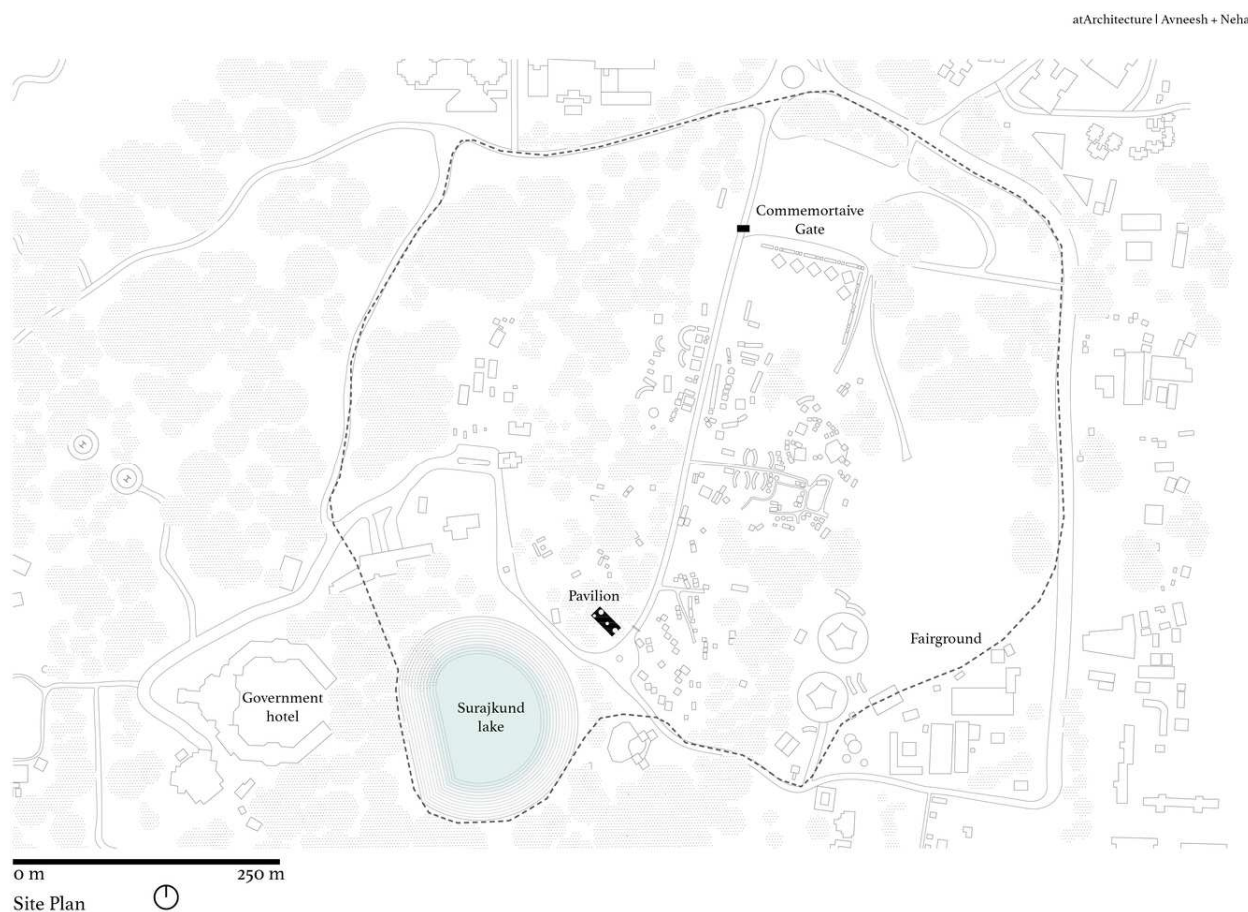 atArchitecture | Avneesh + Neha
Commemortaive
Gate
H
H
Pavilion
Fairground
Government
hotel
Surajkund
lake
0 m
250 m
Site Plan